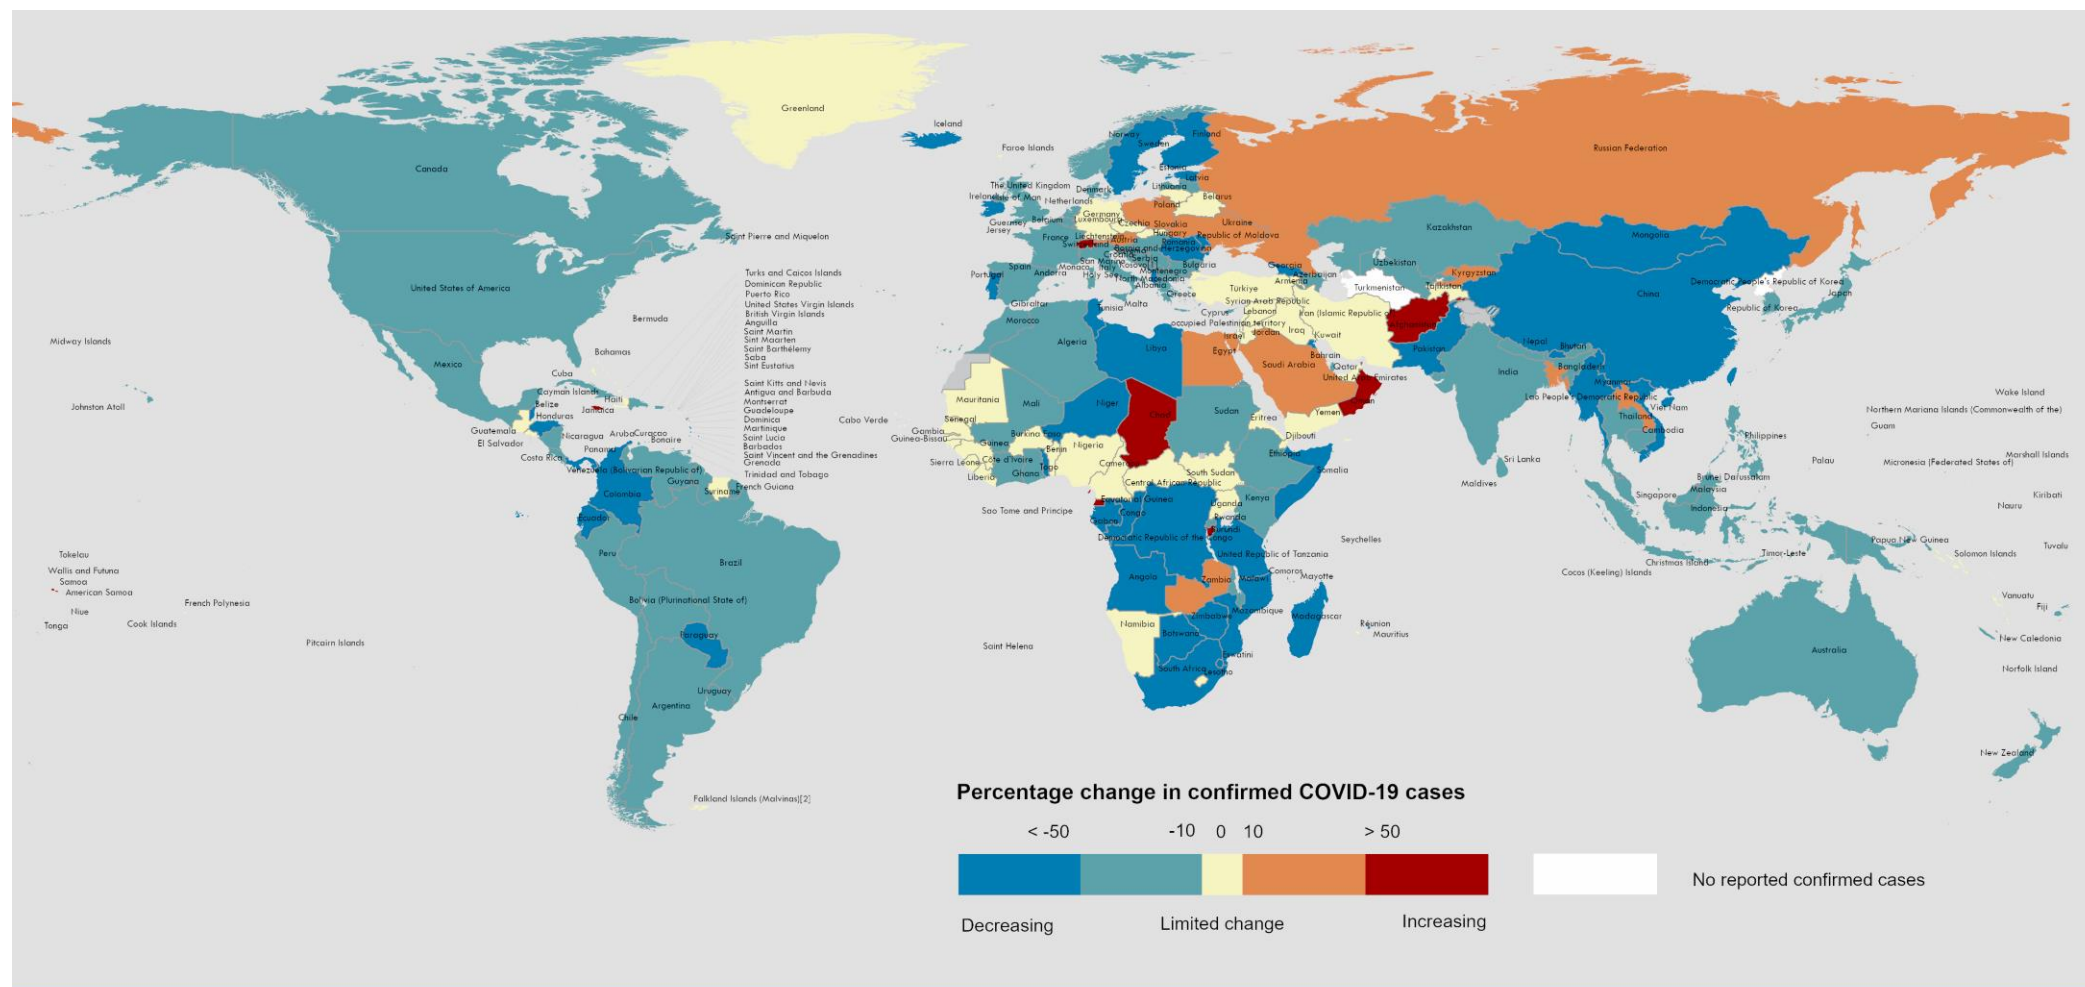 Greenland
Iceland
Faroe Islands
Norway
Sweden
Finland
Russian Federation
Canada
Estonia
Latvia
Lithuania
The United Kingdom
Denmark
Isle of Man
Netherlands
Belarus
Poland
Germany
Belgium
Luxembourg
Guernsey
Jersey
Czechia
Slovakia
Ukraine
Kazakhstan
Mongolia
Saint Pierre and Miquelon
France
Liechtenstein
Austria
Hungary
Romania
Republic of Moldova
Bosnia and Herzegovina
Croatia
San Marino
Serbia
Italy
Kosovo
Monaco
Andorra
Spain
Portugal
Holy See
Montenegro
North Macedonia
Albania
Bulgaria
Georgia
Azerbaijan
Armenia
Uzbekistan
Kyrgyzstan
Tajikistan
Turkmenistan
Democratic People's Republic of Korea
China
Japan
Republic of Korea
United States of America
Turks and Caicos Islands
Dominican Republic
Puerto Rico
United States Virgin Islands
British Virgin Islands
Anguilla
Saint Martin
Sint Maarten
Saint Barthélemy
Saba
Sint Eustatius
Saint Kitts and Nevis
Antigua and Barbuda
Montserrat
Guadeloupe
Dominica
Martinique
Saint Lucia
Barbados
Saint Vincent and the Grenadines
Grenada
Trinidad and Tobago
French Guiana
Bermuda
Bahamas
Midway Islands
Johnston Atoll
Mexico
Cuba
Cayman Islands
Haiti
Jamaica
Belize
Honduras
Guatemala
El Salvador
Nicaragua
Aruba
Curacao
Bonaire
Costa Rica
Panama
Venezuela (Bolivarian Republic of)
Guyana
Suriname
Colombia
Ecuador
Peru
Brazil
Bolivia (Plurinational State of)
Paraguay
Uruguay
Argentina
Chile
Falkland Islands (Malvinas)[2]
Gibraltar
Malta
Greece
Türkiye
Cyprus
Syrian Arab Republic
Lebanon
occupied Palestinian territory
Israel
Jordan
Iraq
Iran (Islamic Republic of
Kuwait
Afghanistan
Pakistan
Nepal
Bhutan
India
Bangladesh
Myanmar
Lao People's Democratic Republic
Viet Nam
Thailand
Cambodia
Morocco
Algeria
Tunisia
Libya
Egypt
Saudi Arabia
Bahrain
Qatar
United Arab Emirates
Oman
Yemen
Mauritania
Mali
Niger
Chad
Sudan
Eritrea
Djibouti
Cabo Verde
Senegal
Gambia
Guinea-Bissau
Guinea
Sierra Leone
Liberia
Côte d'Ivoire
Burkina Faso
Ghana
Togo
Benin
Nigeria
Central African Republic
South Sudan
Ethiopia
Somalia
Equatorial Guinea
Sao Tome and Principe
Gabon
Congo
Democratic Republic of the Congo
Uganda
Kenya
Rwanda
Burundi
United Republic of Tanzania
Seychelles
Angola
Zambia
Malawi
Comoros
Mayotte
Mozambique
Madagascar
Zimbabwe
Namibia
Botswana
Réunion
Mauritius
Eswatini
South Africa
Lesotho
Saint Helena
Sri Lanka
Maldives
Philippines
Brunei Darussalam
Malaysia
Singapore
Indonesia
Timor-Leste
Christmas Island
Cocos (Keeling) Islands
Papua New Guinea
Solomon Islands
Wake Island
Northern Mariana Islands (Commonwealth of the)
Guam
Palau
Micronesia (Federated States of)
Marshall Islands
Kiribati
Nauru
Tuvalu
Vanuatu
Fiji
New Caledonia
Norfolk Island
Australia
New Zealand
Tokelau
Wallis and Futuna
Samoa
American Samoa
Niue
Tonga
Cook Islands
French Polynesia
Pitcairn Islands
Percentage change in confirmed COVID-19 cases
< -50 -10 0 10 > 50
No reported confirmed cases
Decreasing Limited change Increasing